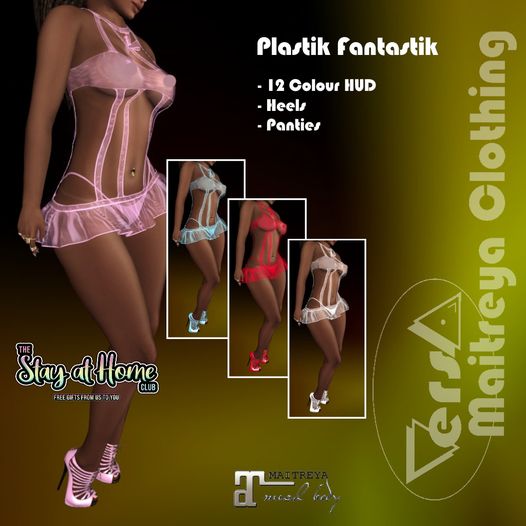 Plastik Fantastik
- 12 Colour HUD
- Heels
- Panties
VersA
Maitreya Clothing
THE
Stay at Home
CLUB
FREE GIFTS FROM US TO YOU
MAITREYA
mesh body